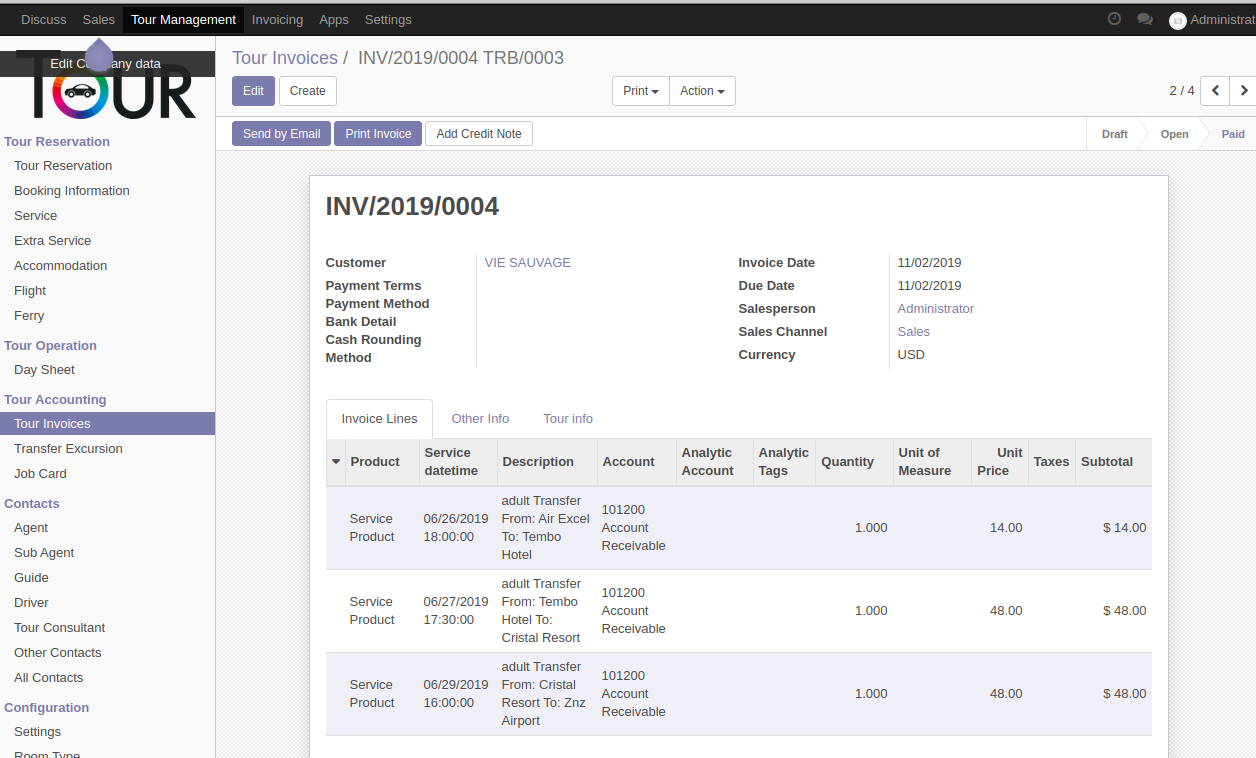 Discuss Sales Tour Management Invoicing Apps Settings Administrat
TOUR
Edit Company data
Tour Invoices / INV/2019/0004 TRB/0003
Edit Create Print Action 2 / 4
Send by Email Print Invoice Add Credit Note Draft Open Paid
Tour Reservation
Tour Reservation
Booking Information
Service
Extra Service
Accommodation
Flight
Ferry
Tour Operation
Day Sheet
Tour Accounting
Tour Invoices
Transfer Excursion
Job Card
Contacts
Agent
Sub Agent
Guide
Driver
Tour Consultant
Other Contacts
All Contacts
Configuration
Settings
Room Type
INV/2019/0004
Customer VIE SAUVAGE
Payment Terms
Payment Method
Bank Detail
Cash Rounding
Method
Invoice Date 11/02/2019
Due Date 11/02/2019
Salesperson Administrator
Sales Channel Sales
Currency USD
Invoice Lines Other Info Tour info
Product Service datetime Description Account Analytic Account Analytic Tags Quantity Unit of Measure Unit Price Taxes Subtotal
Service Product 06/26/2019 18:00:00 adult Transfer From: Air Excel To: Tembo Hotel 101200 Account Receivable 1.000 14.00 $ 14.00
Service Product 06/27/2019 17:30:00 adult Transfer From: Tembo Hotel To: Cristal Resort 101200 Account Receivable 1.000 48.00 $ 48.00
Service Product 06/29/2019 16:00:00 adult Transfer From: Cristal Resort To: Znz Airport 101200 Account Receivable 1.000 48.00 $ 48.00